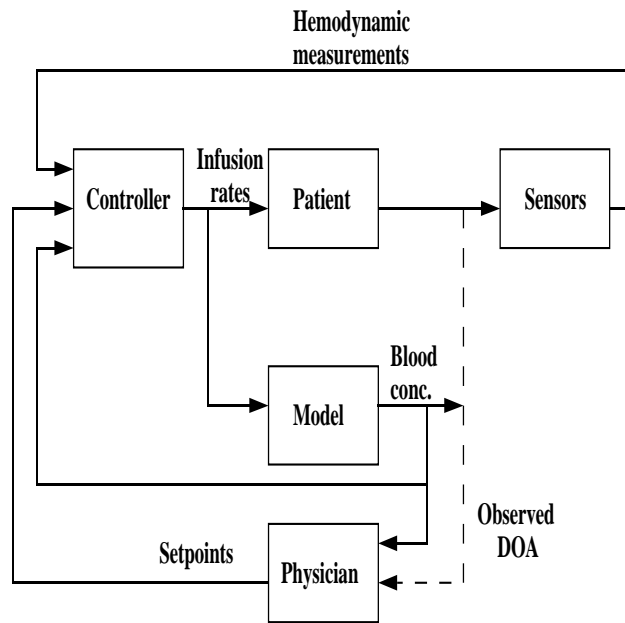 Hemodynamic
measurements
Controller
Infusion
rates
Patient
Sensors
Blood
conc.
Model
Observed
DOA
Setpoints
Physician